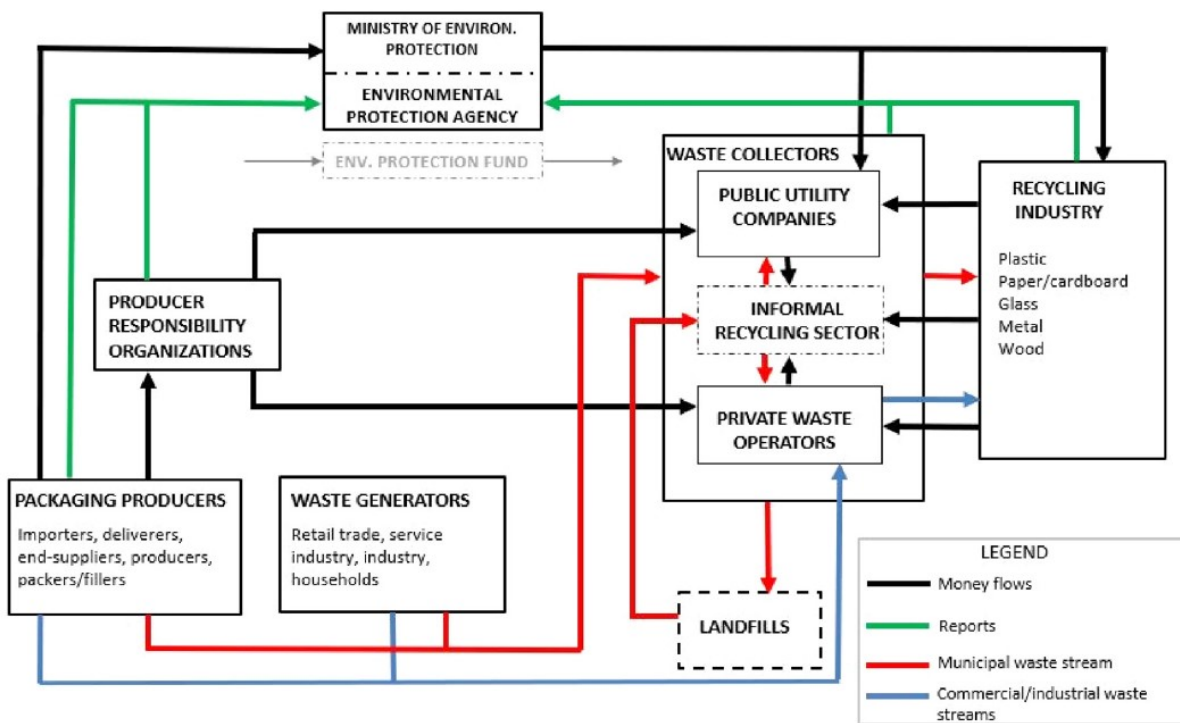 MINISTRY OF ENVIRON.
PROTECTION
ENVIRONMENTAL
PROTECTION AGENCY
ENV. PROTECTION FUND
WASTE COLLECTORS
PUBLIC UTILITY
COMPANIES
RECYCLING
INDUSTRY
Plastic
Paper/cardboard
Glass
Metal
Wood
PRODUCER
RESPONSIBILITY
ORGANIZATIONS
INFORMAL
RECYCLING SECTOR
PRIVATE WASTE
OPERATORS
PACKAGING PRODUCERS
Importers, deliverers,
end-suppliers, producers,
packers/fillers
WASTE GENERATORS
Retail trade, service
industry, industry,
households
LANDFILLS
LEGEND
Money flows
Reports
Municipal waste stream
Commercial/industrial waste
streams